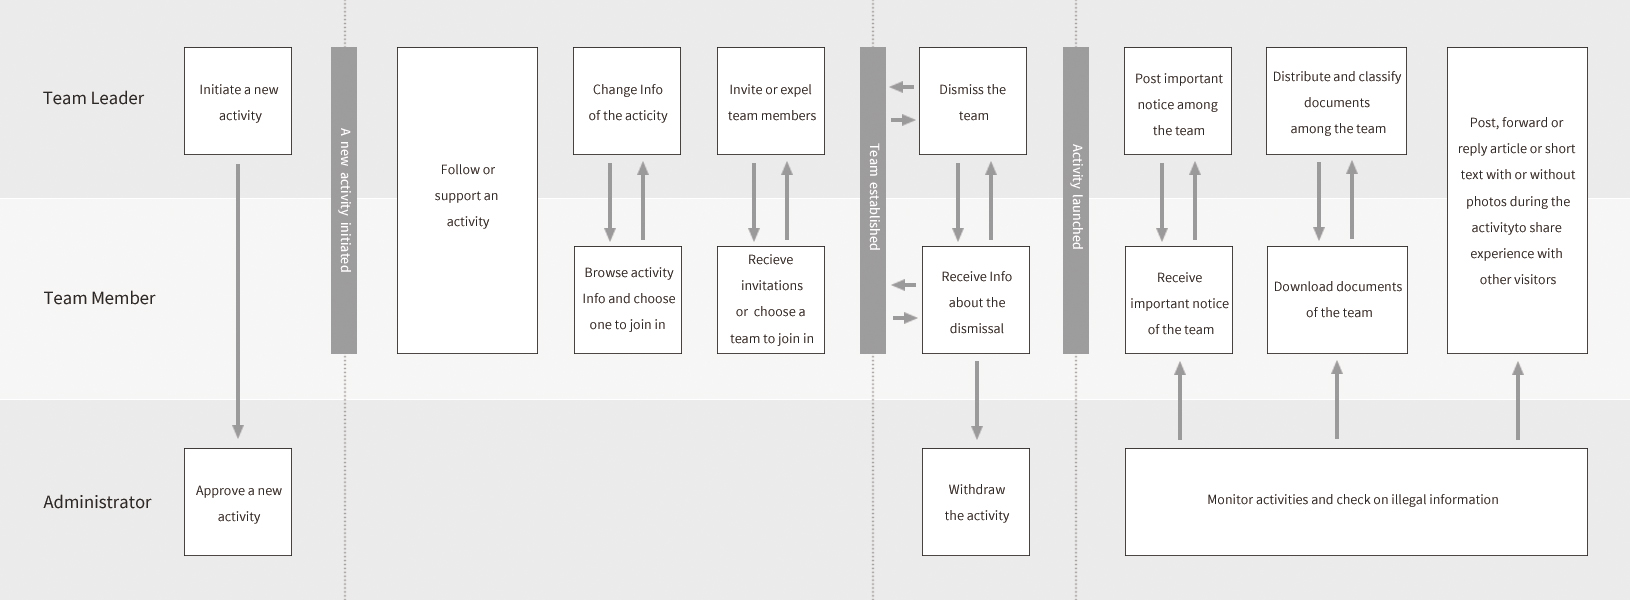 Team Leader
Initiate a new
activity
A new activity initiated
Follow or
support an
activity
Change Info
of the acticity
Invite or expel
team members
Team established
Dismiss the
team
Activity launched
Post important
notice among
the team
Distribute and classify
documents
among the team
Post, forward or
reply article or short
text with or without
photos during the
activityto share
experience with
other visitors
Team Member
Browse activity
Info and choose
one to join in
Recieve
invitations
or choose a
team to join in
Receive Info
about the
dismissal
Receive
important notice
of the team
Download documents
of the team
Administrator
Approve a new
activity
Withdraw
the activity
Monitor activities and check on illegal information